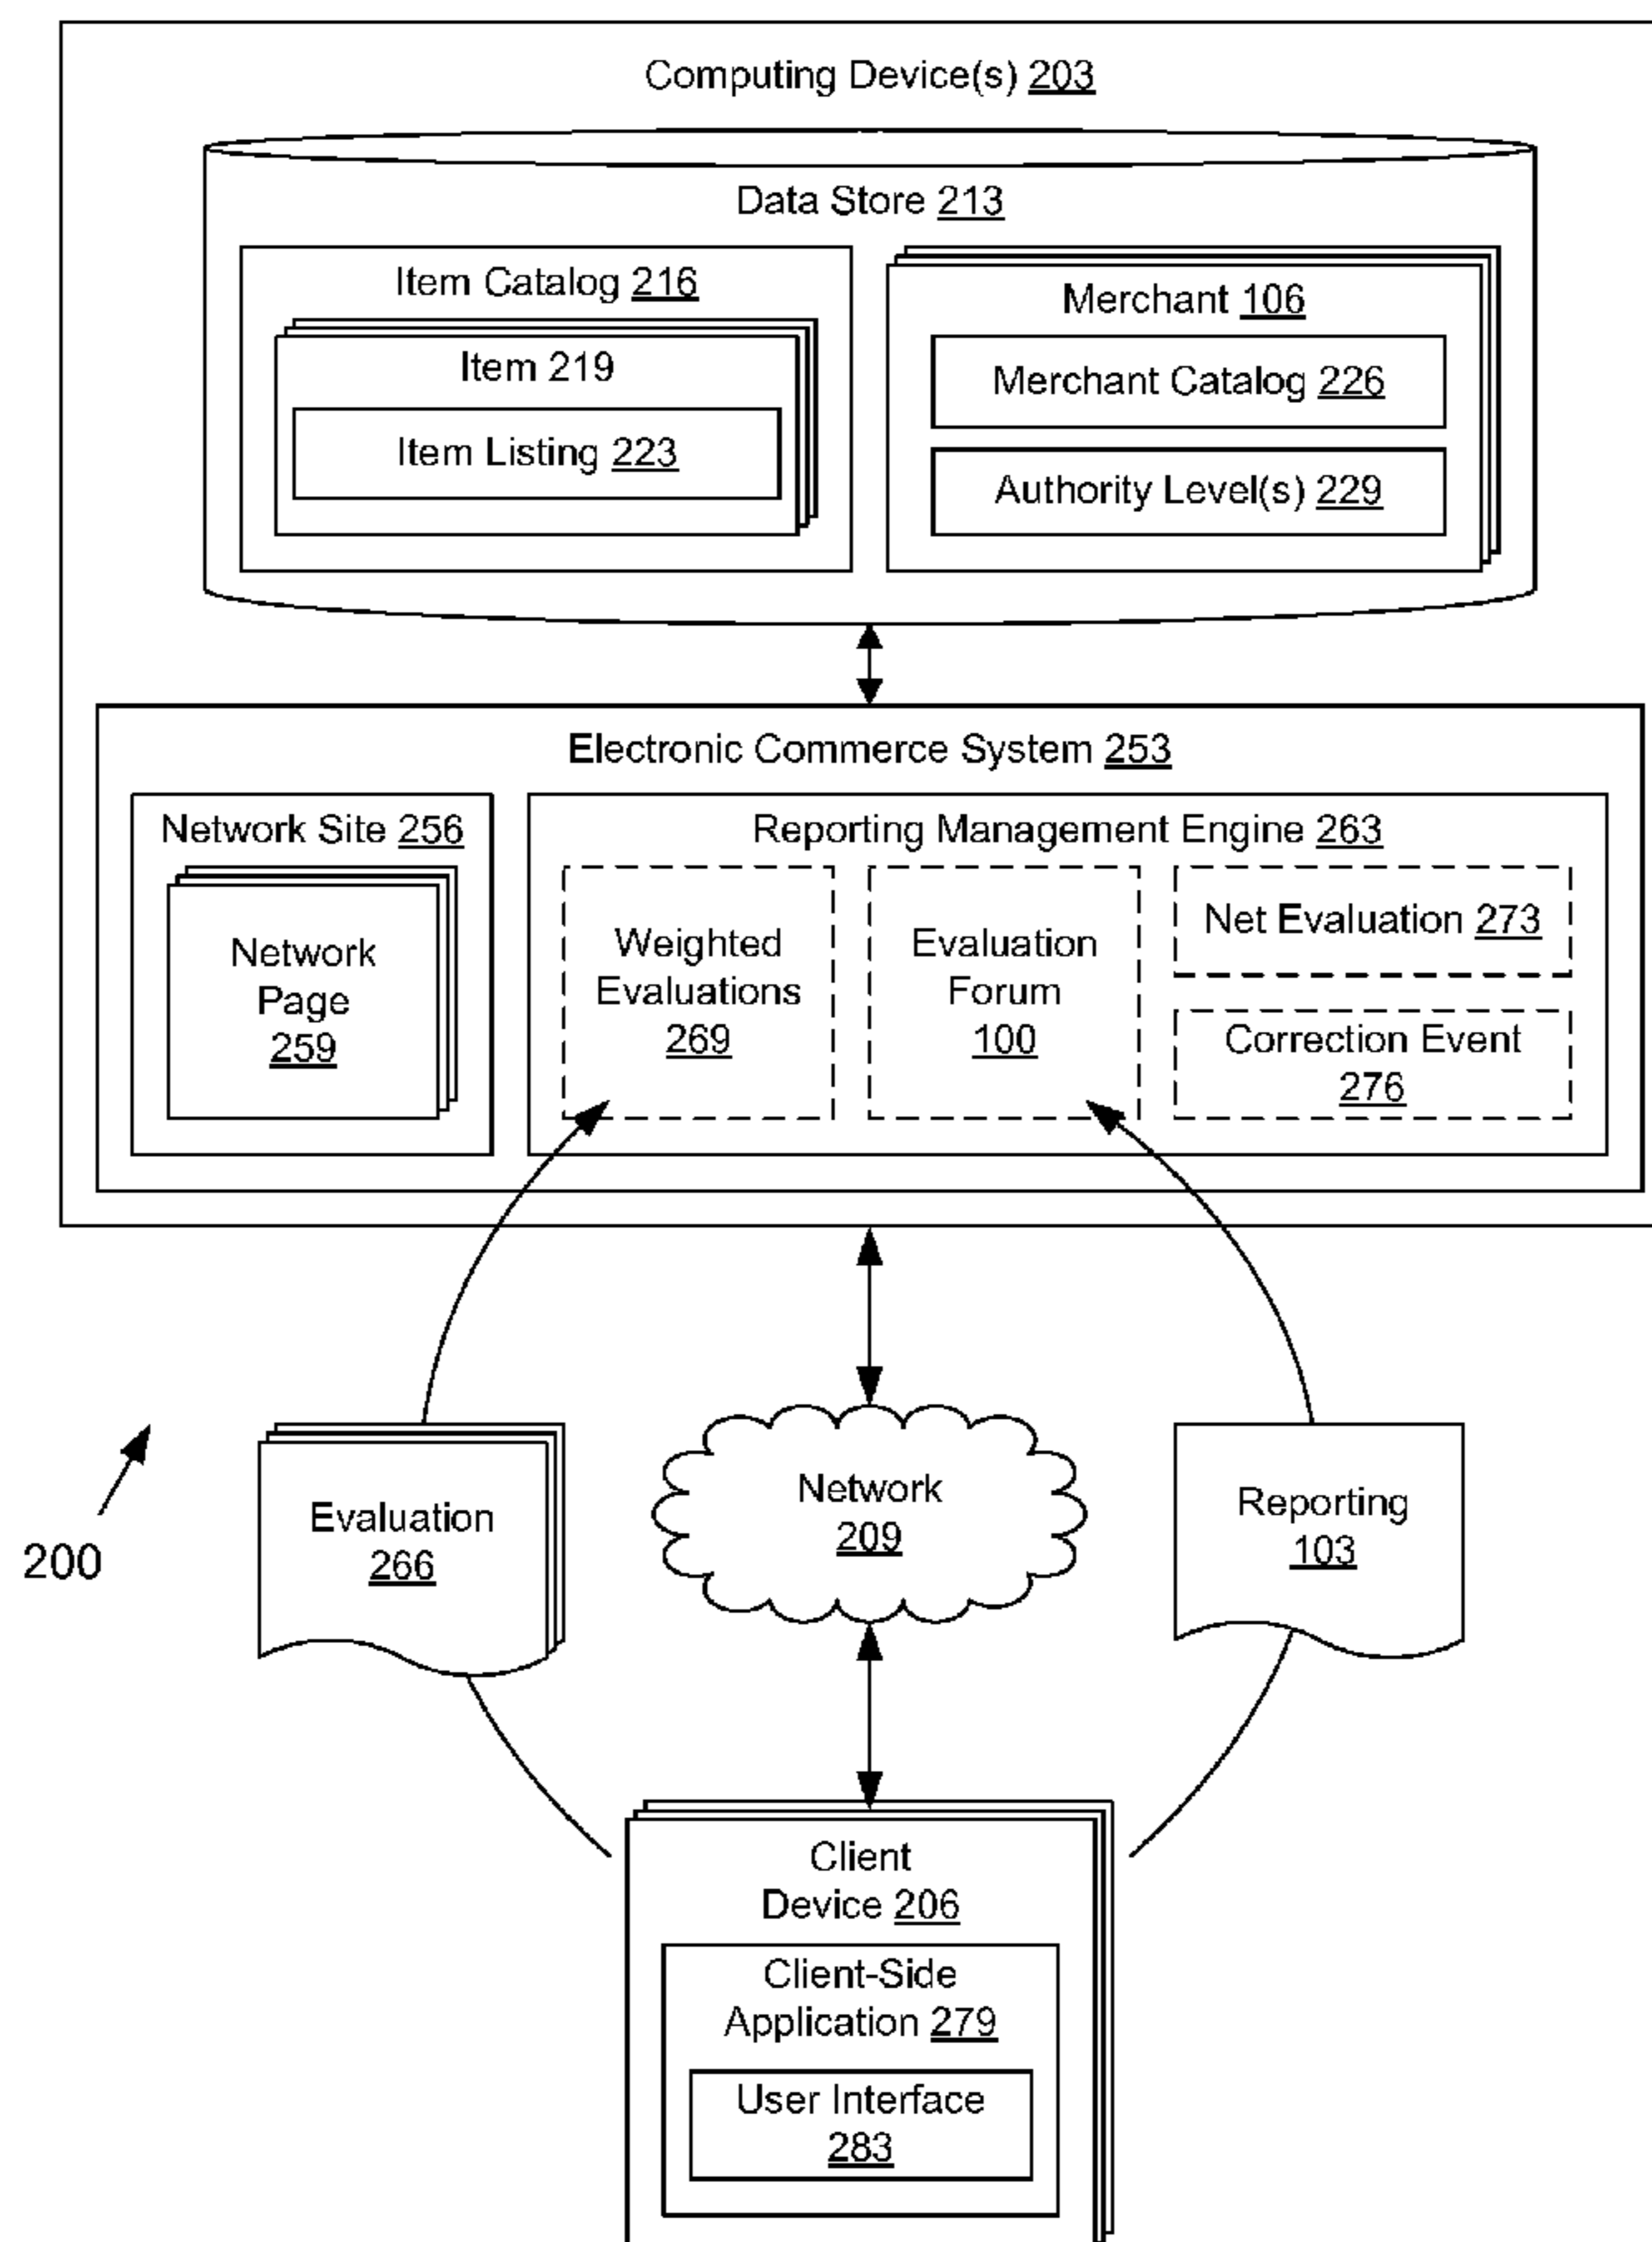 Computing Device(s) 203
Data Store 213
Item Catalog 216
Item 219
Item Listing 223
Merchant 106
Merchant Catalog 226
Authority Level(s) 229
Electronic Commerce System 253
Network Site 256
Network
Page
259
Reporting Management Engine 263
Weighted
Evaluations
269
Evaluation
Forum
100
Net Evaluation 273
Correction Event
276
200
Evaluation
266
Network
209
Reporting
103
Client
Device 206
Client-Side
Application 279
User Interface
283